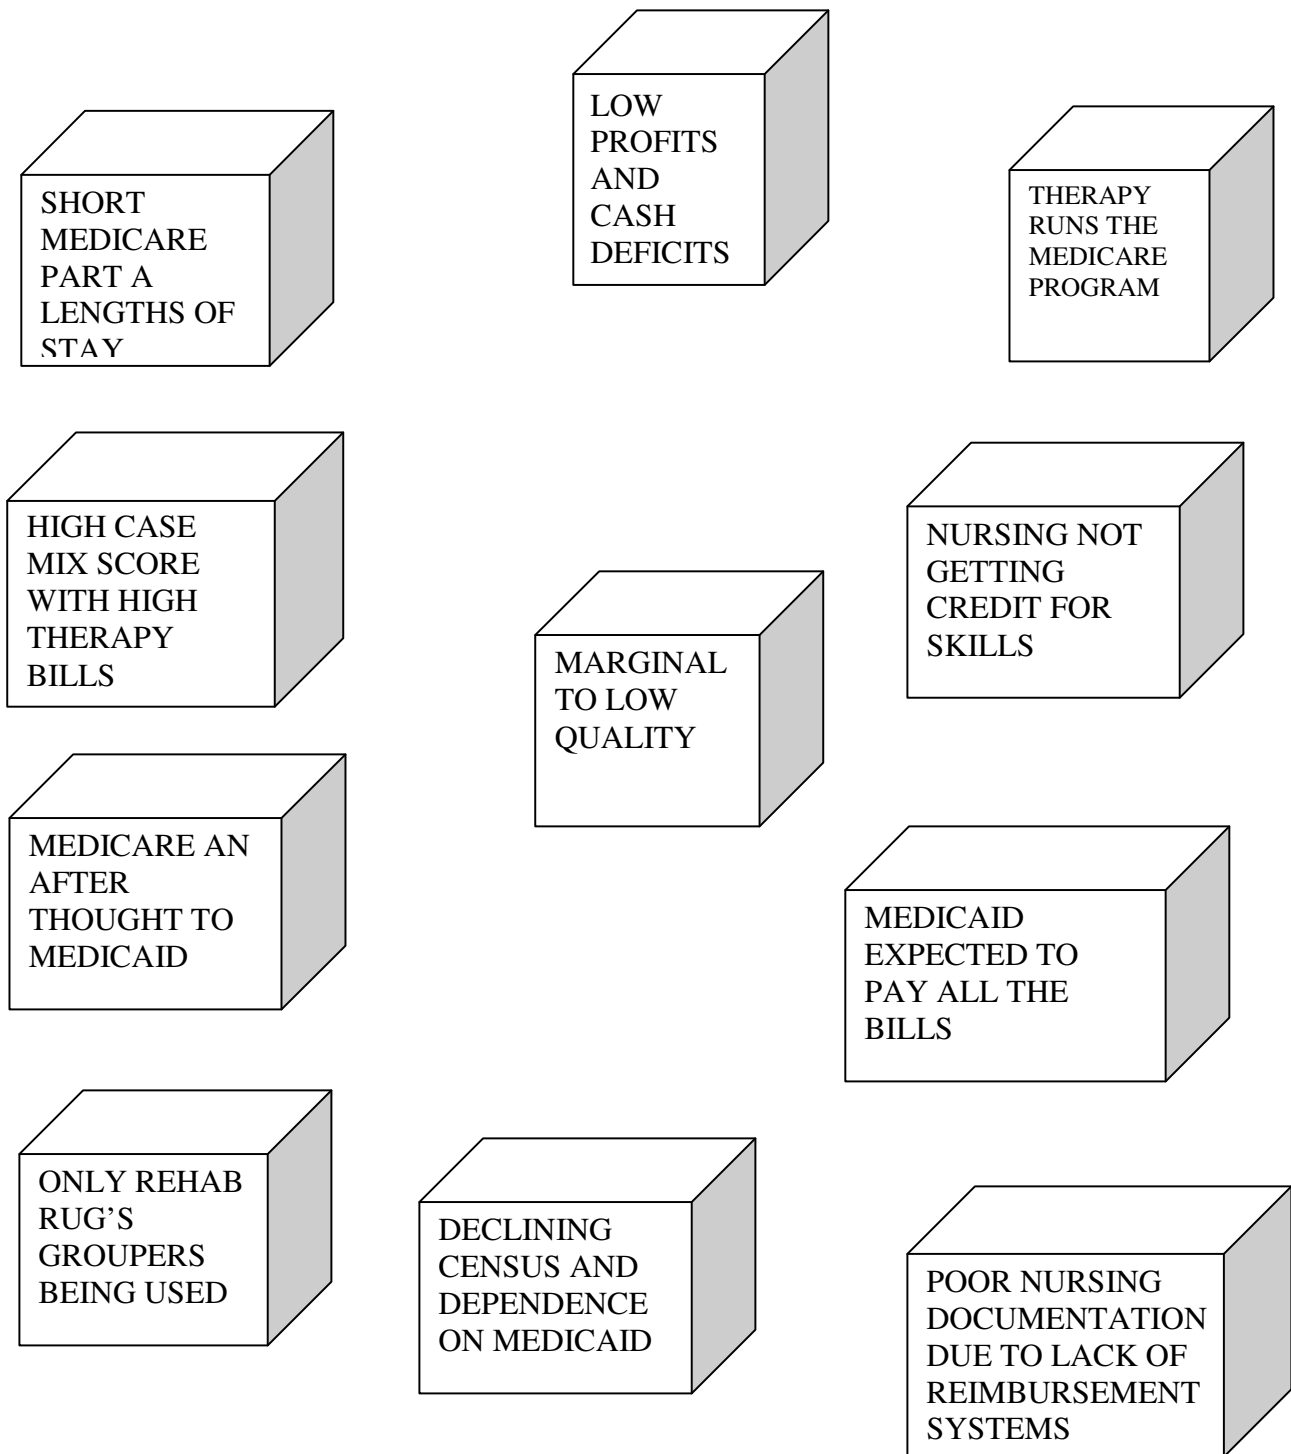 LOW
PROFITS
AND
CASH
DEFICITS
SHORT
MEDICARE
PART A
LENGTHS OF
STAY
THERAPY
RUNS THE
MEDICARE
PROGRAM
HIGH CASE
MIX SCORE
WITH HIGH
THERAPY
BILLS
NURSING NOT
GETTING
CREDIT FOR
SKILLS
MARGINAL
TO LOW
QUALITY
MEDICARE AN
AFTER
THOUGHT TO
MEDICAID
MEDICAID
EXPECTED TO
PAY ALL THE
BILLS
ONLY REHAB
RUG’S
GROUPERS
BEING USED
DECLINING
CENSUS AND
DEPENDENCE
ON MEDICAID
POOR NURSING
DOCUMENTATION
DUE TO LACK OF
REIMBURSEMENT
SYSTEMS